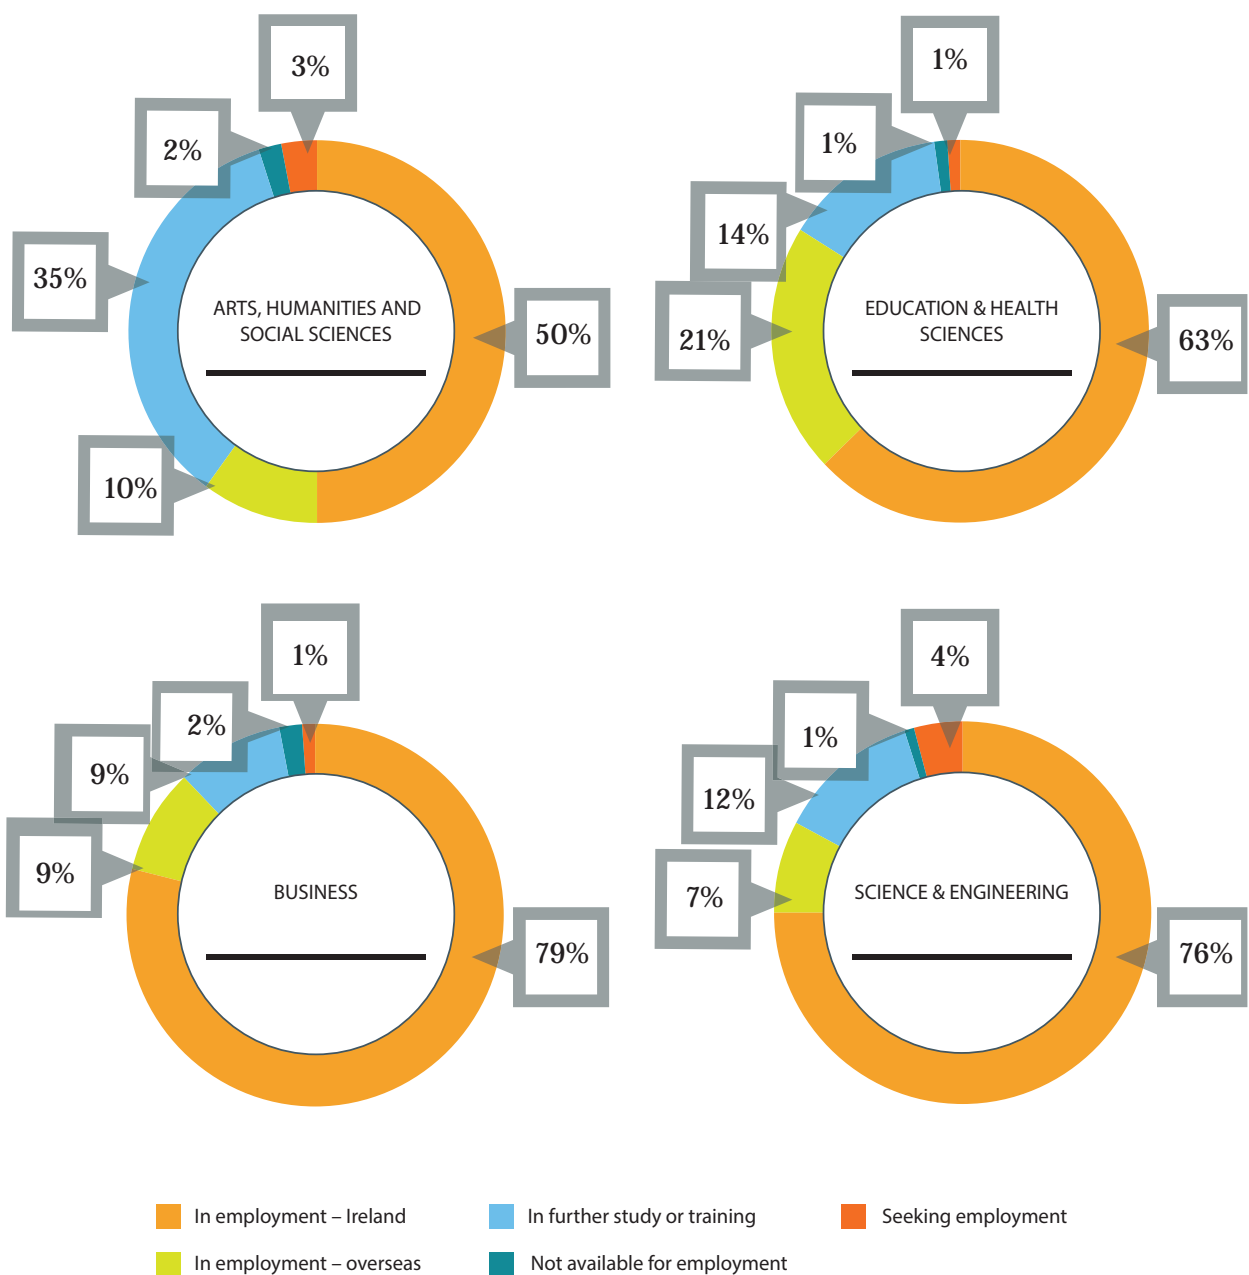 3%
2%
35%
10%
50%
ARTS, HUMANITIES AND
SOCIAL SCIENCES
1%
1%
14%
21%
63%
EDUCATION & HEALTH
SCIENCES
1%
2%
9%
9%
79%
BUSINESS
4%
1%
12%
7%
76%
SCIENCE & ENGINEERING
In employment – Ireland
In further study or training
Seeking employment
In employment – overseas
Not available for employment